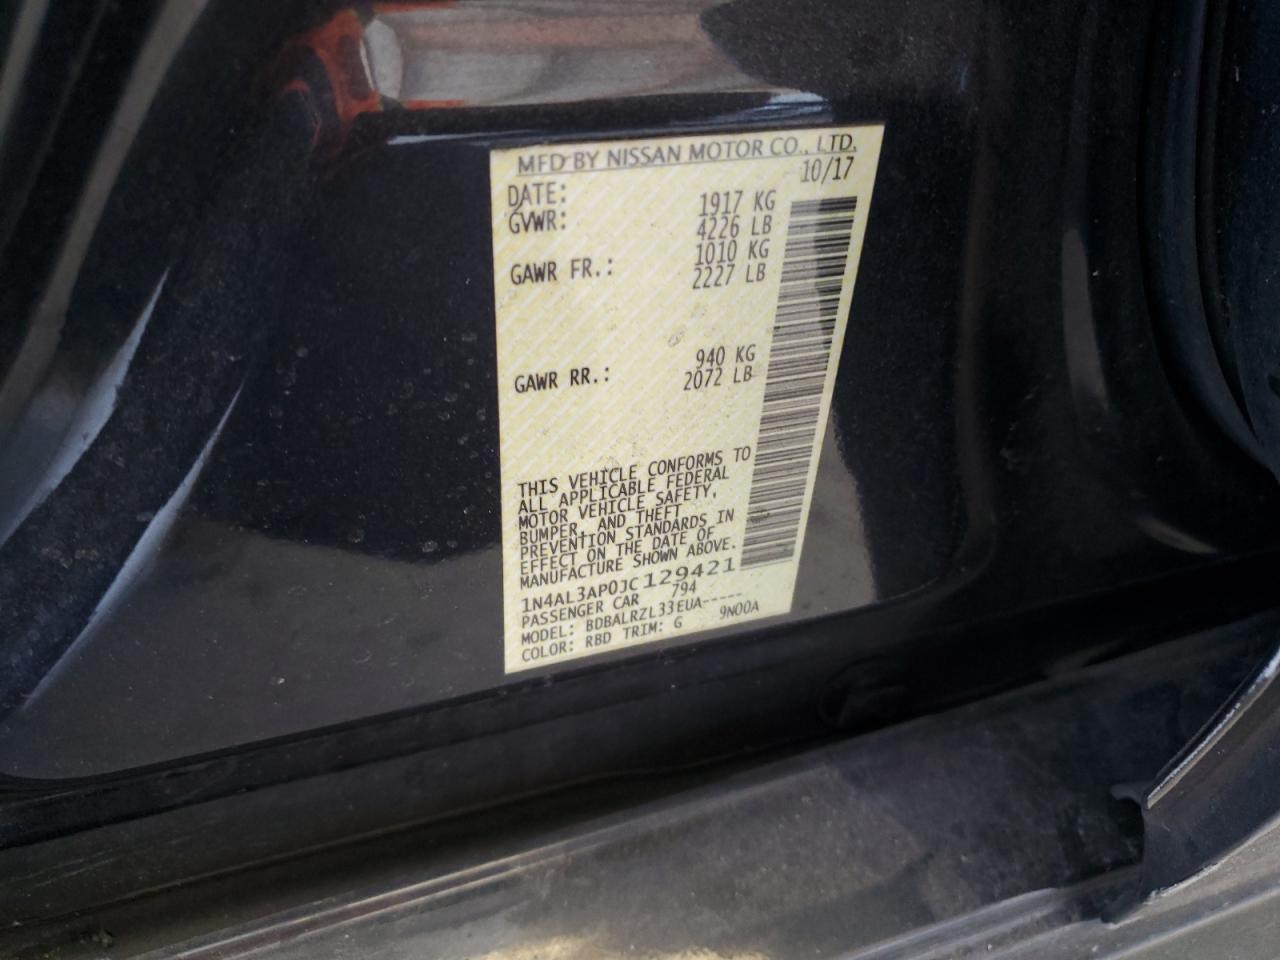 MFD BY NISSAN MOTOR CO., LTD.
DATE: 10/17
GVWR: 1917 KG
4226 LB
GAWR FR.: 1010 KG
2227 LB
GAWR RR.: 940 KG
2072 LB
THIS VEHICLE CONFORMS TO
ALL APPLICABLE FEDERAL
MOTOR VEHICLE SAFETY,
BUMPER, AND THEFT
PREVENTION STANDARDS IN
EFFECT ON THE DATE OF
MANUFACTURE SHOWN ABOVE.
1N4AL3AP0JC129421
PASSENGER CAR 794
MODEL: BDBALRZL33EUA-----
COLOR: RBD TRIM: G 9N00A